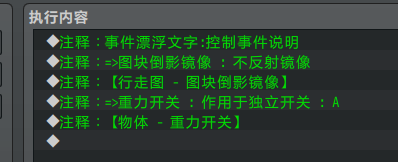 执行内容
◆注释：事件漂浮文字:控制事件说明
◆注释：=>图块倒影镜像 : 不反射镜像
◆注释：【行走图 - 图块倒影镜像】
◆注释：=>重力开关 : 作用于独立开关 : A
◆注释：【物体 - 重力开关】
◆